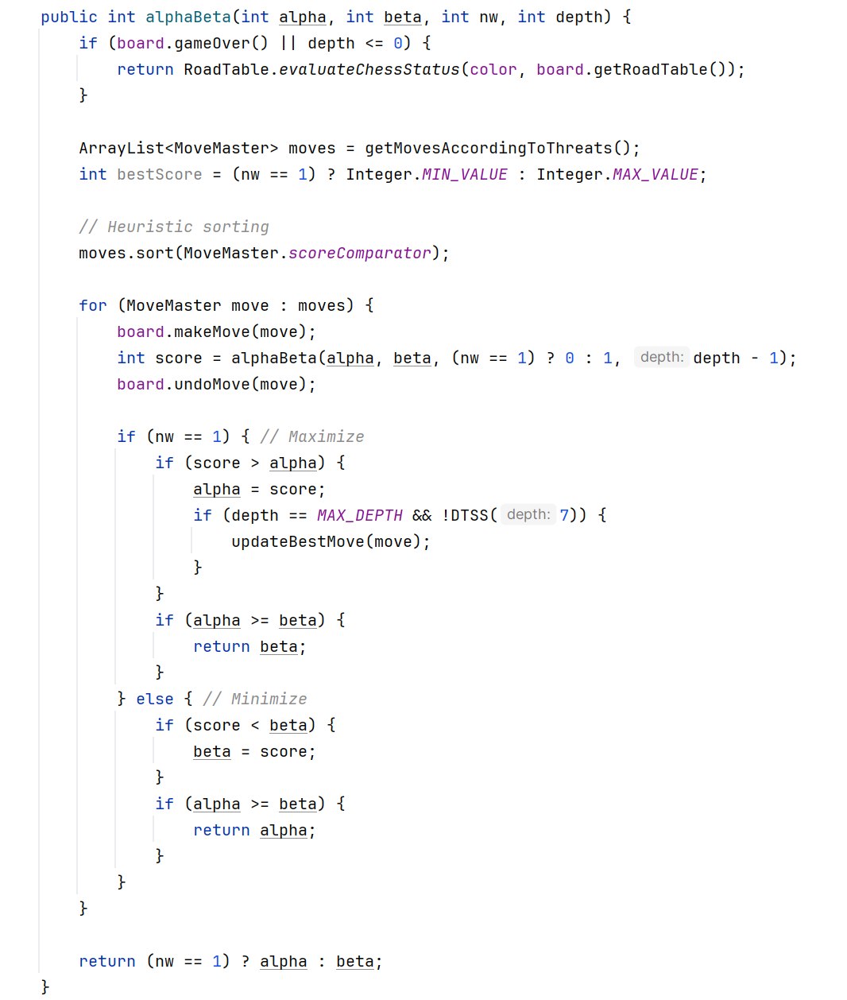 public int alphaBeta(int alpha, int beta, int nw, int depth) {
if (board.gameOver() || depth <= 0) {
return RoadTable.evaluateChessStatus(color, board.getRoadTable());
}
ArrayList<MoveMaster> moves = getMovesAccordingToThreats();
int bestScore = (nw == 1) ? Integer.MIN_VALUE : Integer.MAX_VALUE;
// Heuristic sorting
moves.sort(MoveMaster.scoreComparator);
for (MoveMaster move : moves) {
board.makeMove(move);
int score = alphaBeta(alpha, beta, (nw == 1) ? 0 : 1, depth: depth - 1);
board.undoMove(move);
if (nw == 1) { // Maximize
if (score > alpha) {
alpha = score;
if (depth == MAX_DEPTH && !DTSS( depth: 7)) {
updateBestMove(move);
}
}
if (alpha >= beta) {
return beta;
}
} else { // Minimize
if (score < beta) {
beta = score;
}
if (alpha >= beta) {
return alpha;
}
}
}
return (nw == 1) ? alpha : beta;
}